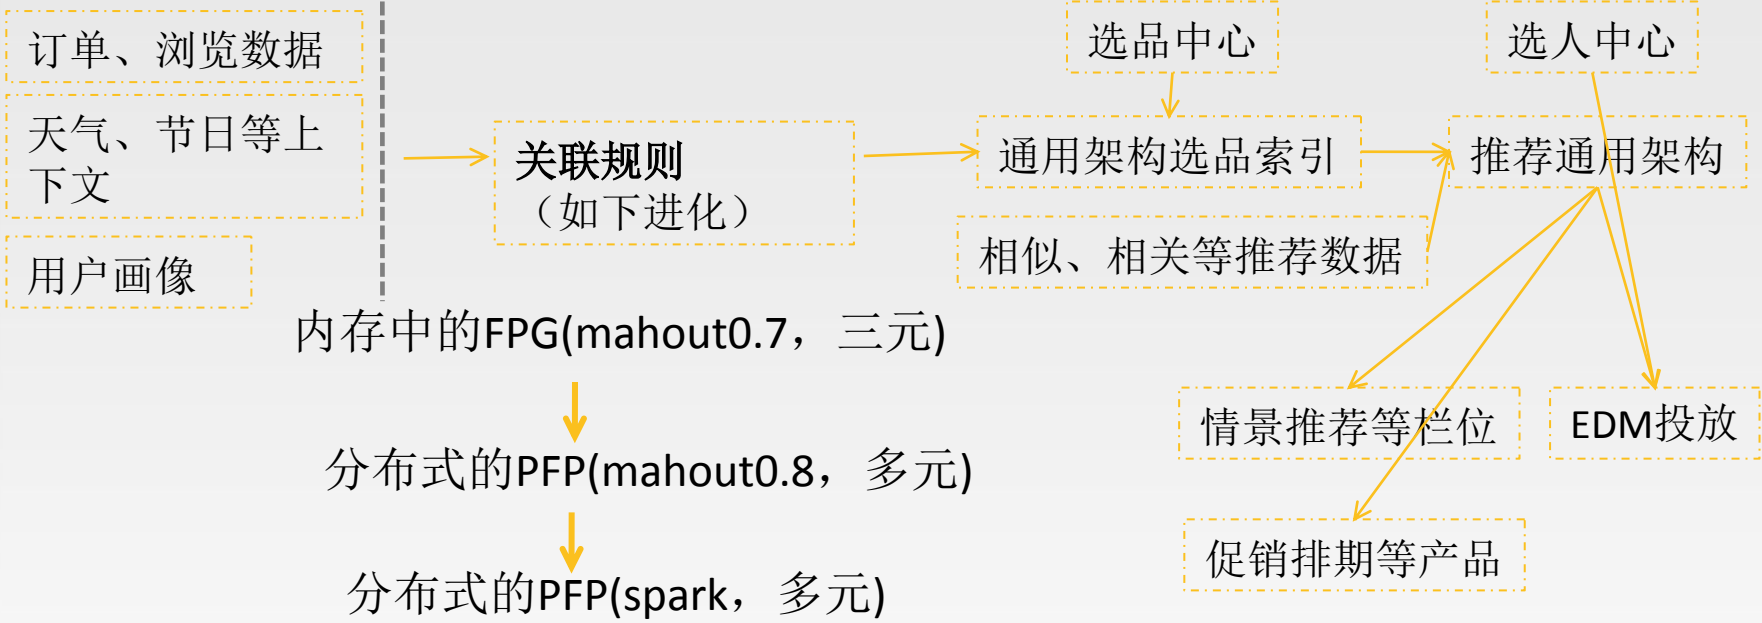 订单、浏览数据
天气、节日等上
下文
用户画像
关联规则
（如下进化）
选品中心
选人中心
通用架构选品索引
推荐通用架构
相似、相关等推荐数据
内存中的FPG(mahout0.7，三元)
分布式的PFP(mahout0.8，多元)
分布式的PFP(spark，多元)
情景推荐等栏位
EDM投放
促销排期等产品